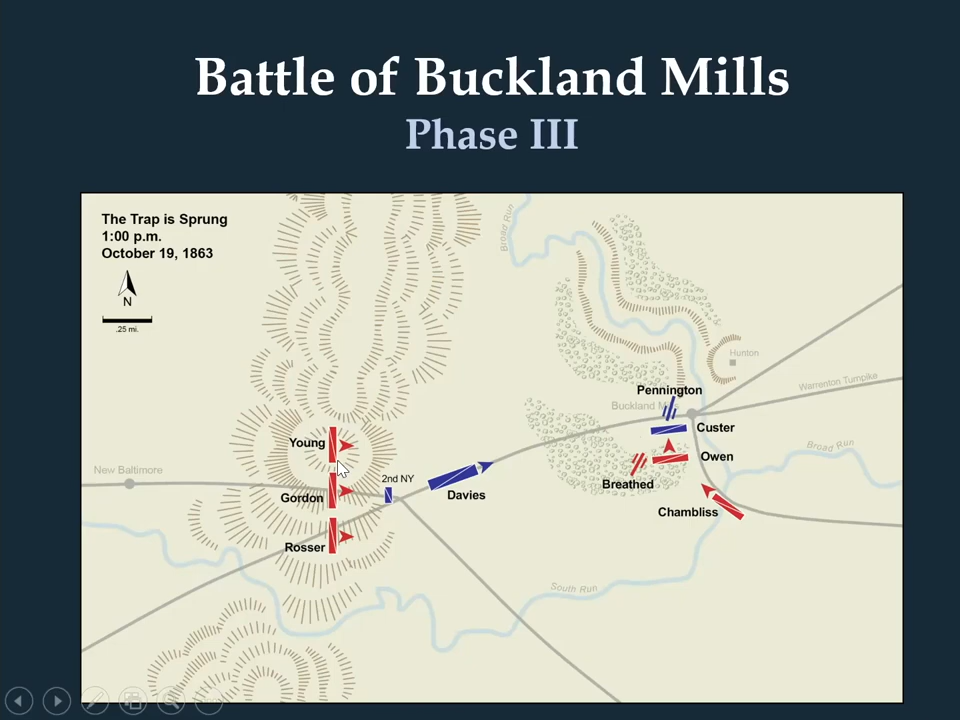 Battle of Buckland Mills
Phase III
The Trap is Sprung
1:00 p.m.
October 19, 1863
N
.25 mi.
Broad Run
Hunton
Warrenton Turnpike
Pennington
Buckland
Custer
Broad Run
Young
Owen
New Baltimore
2nd NY
Breathed
Gordon
Davies
Chambliss
Rosser
South Run